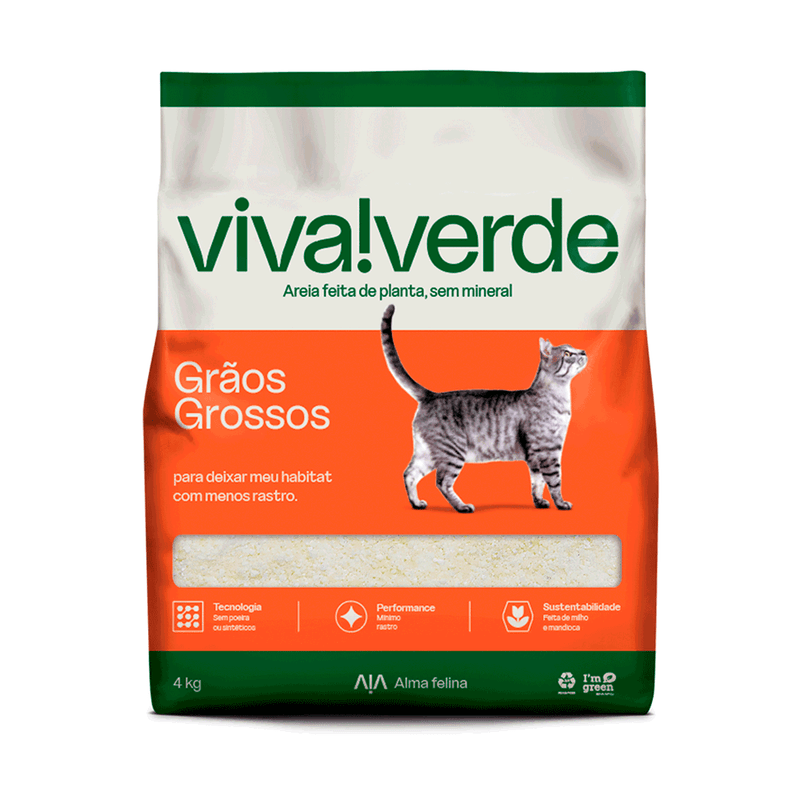 viva!verde
Areia feita de planta, sem mineral
Grãos
Grossos
para deixar meu habitat
com menos rastro.
Tecnologia
Sem poeira
ou sintéticos
Performance
Mínimo
rastro
Sustentabilidade
Feita de milho
e mandioca
4 kg
Alma felina
I'm
green